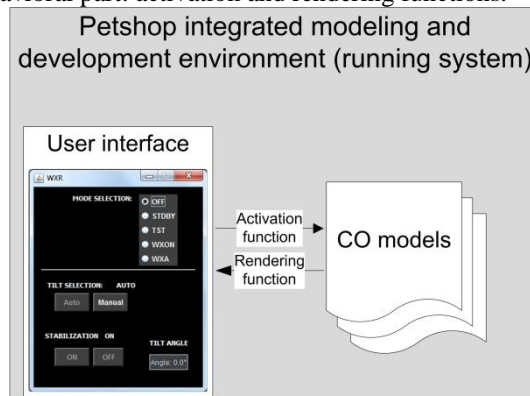 avioral part: activation and rendering functions.
Petshop integrated modeling and
development environment (running system)
User interface
WXR
MODE SELECTION: OFF
STDBY
TST
WXON
WXA
TILT SELECTION: AUTO
Auto Manual
STABILIZATION ON
TILT ANGLE
ON OFF
Angle: 0.0°
Activation
function
Rendering
function
CO models